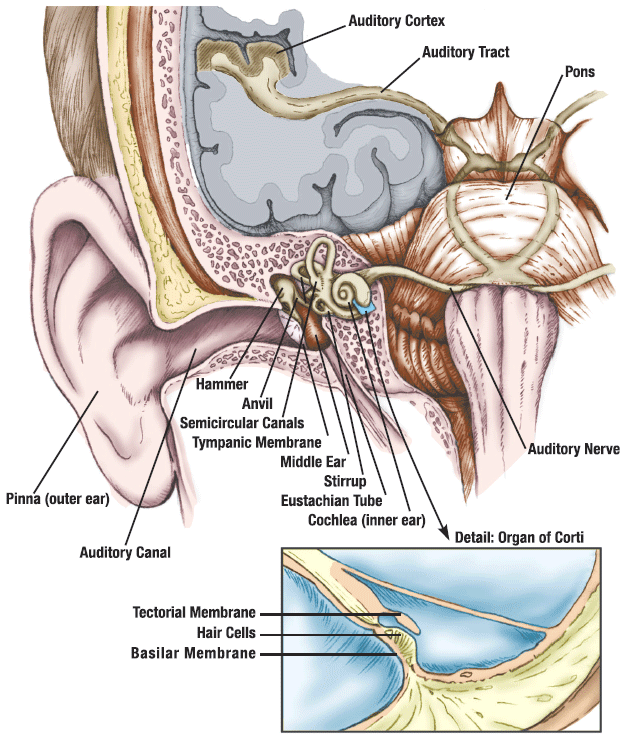 Auditory Cortex
Auditory Tract
Pons
Hammer
Anvil
Semicircular Canals
Tympanic Membrane
Middle Ear
Stirrup
Eustachian Tube
Cochlea (inner ear)
Auditory Nerve
Pinna (outer ear)
Auditory Canal
Detail: Organ of Corti
Tectorial Membrane
Hair Cells
Basilar Membrane